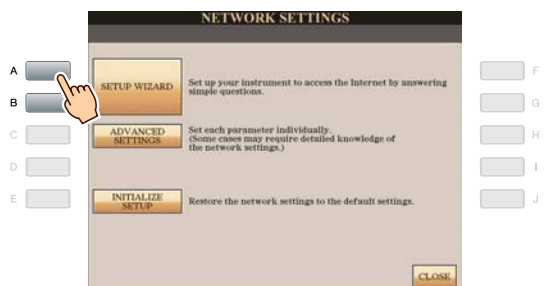 NETWORK SETTINGS
A
B
C
D
E
SETUP WIZARD
Set up your instrument to access the Internet by answering
simple questions.
ADVANCED
SETTINGS
Set each parameter individually.
(Some cases may require detailed knowledge of
the network settings.)
INITIALIZE
SETUP
Restore the network settings to the default settings.
CLOSE
F
G
H
I
J